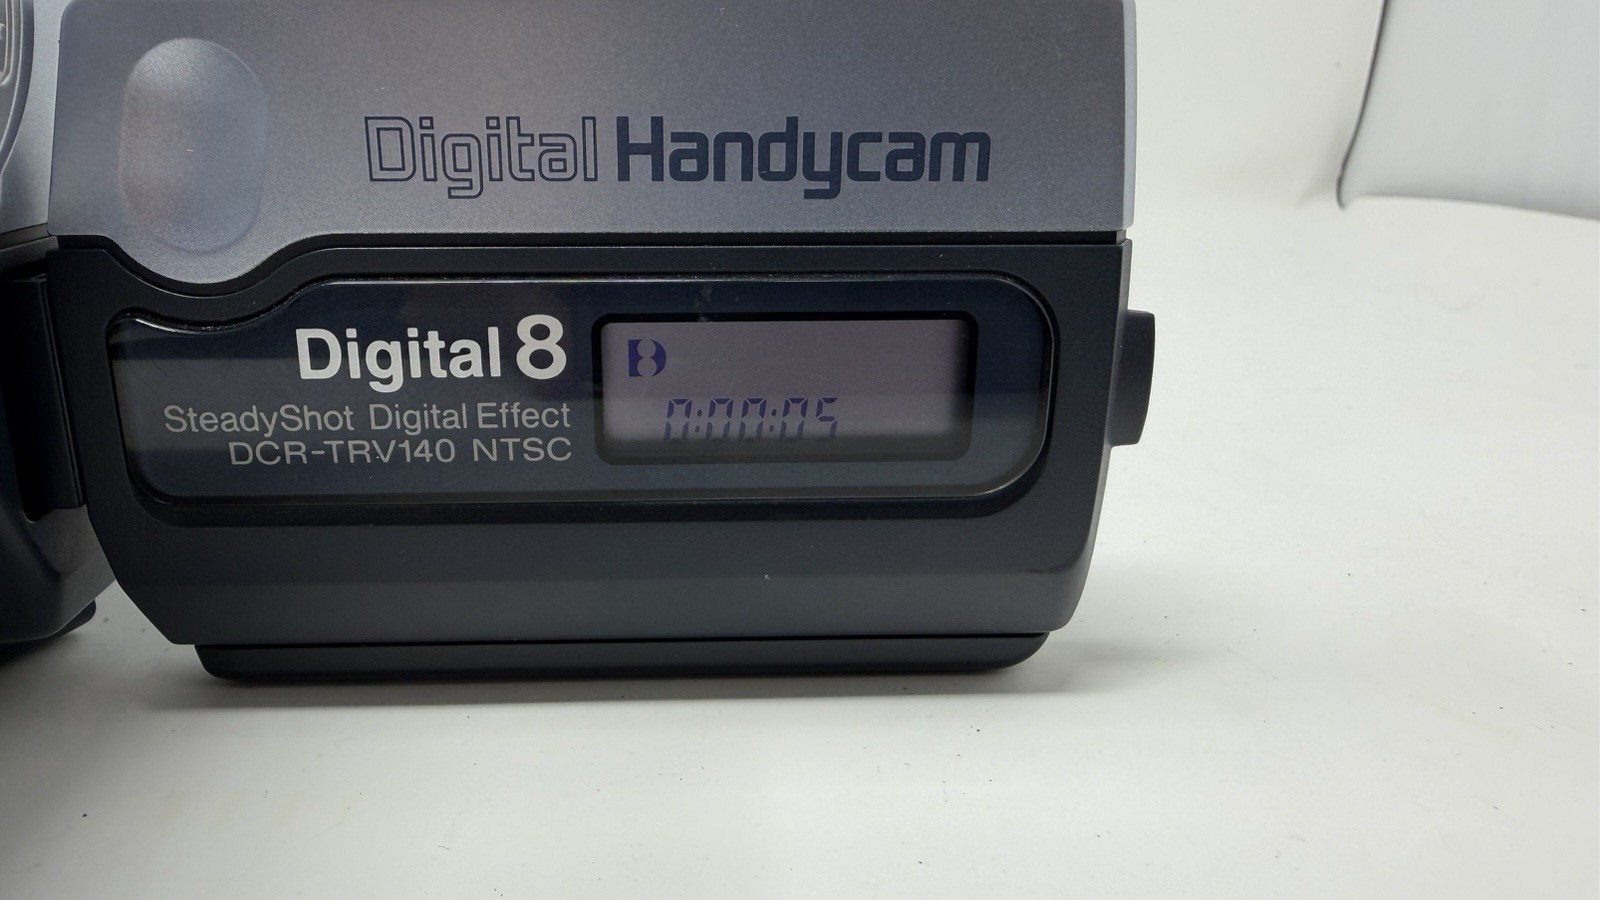 Digital Handycam
Digital 8
SteadyShot Digital Effect
DCR-TRV140 NTSC
0:00:05